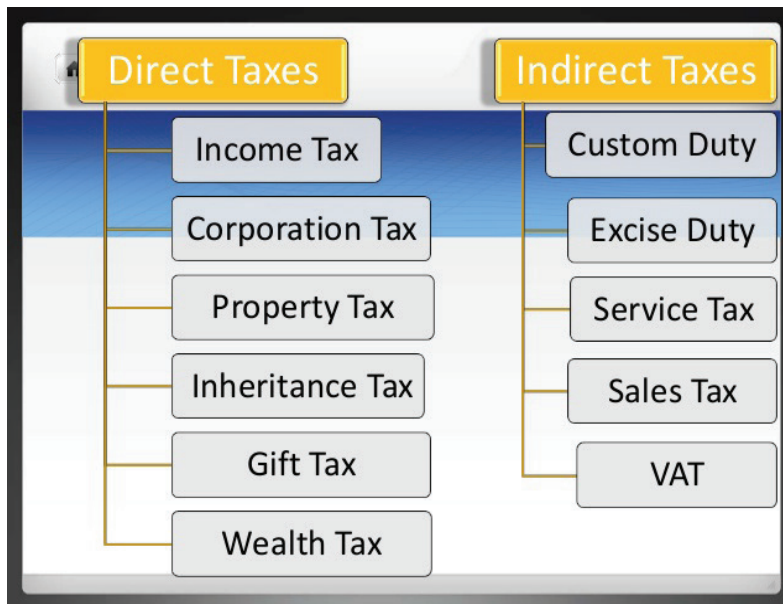 Direct Taxes
Income Tax
Corporation Tax
Property Tax
Inheritance Tax
Gift Tax
Wealth Tax
Indirect Taxes
Custom Duty
Excise Duty
Service Tax
Sales Tax
VAT